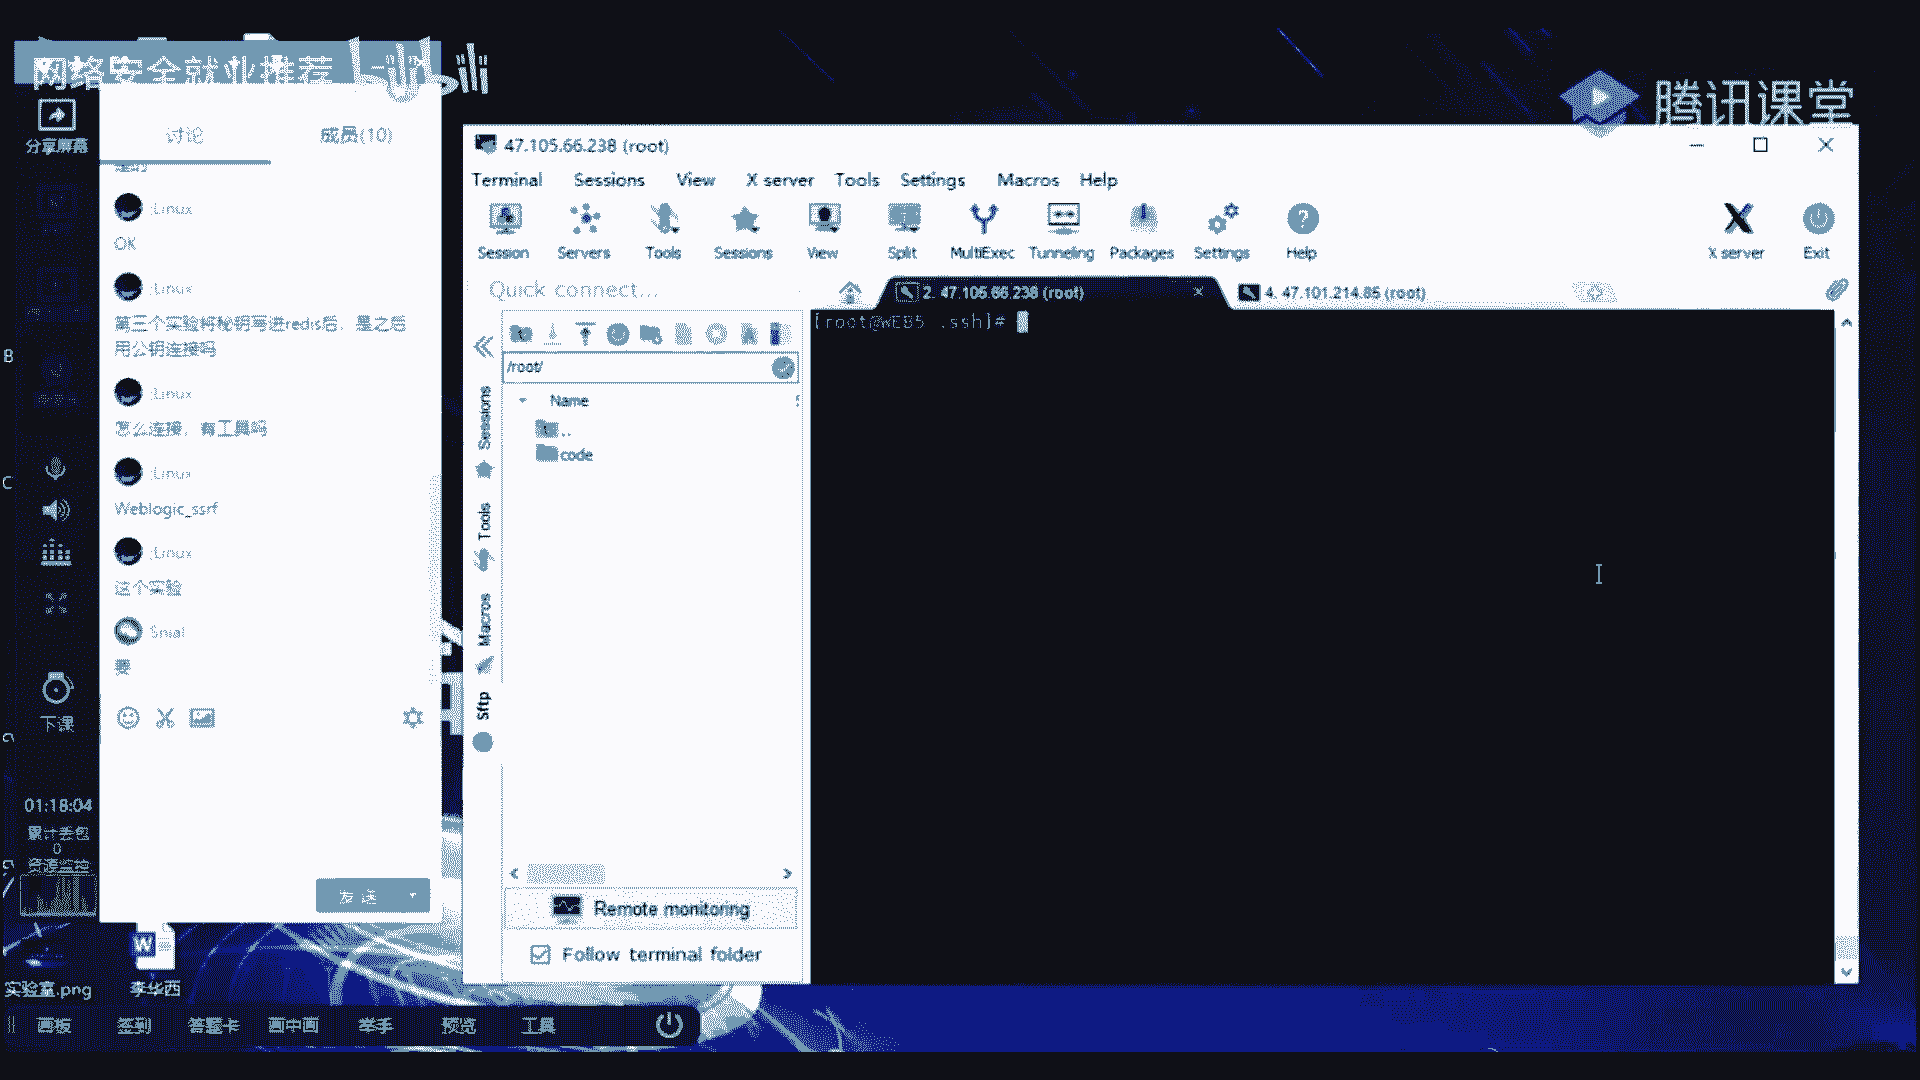 网络安全就业推荐
bilibili
腾讯课堂
分享屏幕
讨论
成员(10)
:Linux
OK
:Linux
第三个实验将秘钥写进redis后，是之后
用公钥连接吗
:Linux
怎么连接，有工具吗
:Linux
Weblogic_ssrf
:Linux
这个实验
Snial
要
下课
01:18:04
累计丢包
0
资源监控
发送
47.105.66.238 (root)
Terminal Sessions View X server Tools Settings Macros Help
Session Servers Tools Sessions View Split MultiExec Tunneling Packages Settings Help X server Exit
Quick connect...
2. 47.105.66.238 (root)
4. 47.101.214.85 (root)
/root/
Name
..
code
Sessions
Tools
Macros
Sftp
Remote monitoring
Follow terminal folder
[root@WEB5 .ssh]#
实验室.png
李华西
画板 签到 答题卡 画中画 举手 预览 工具